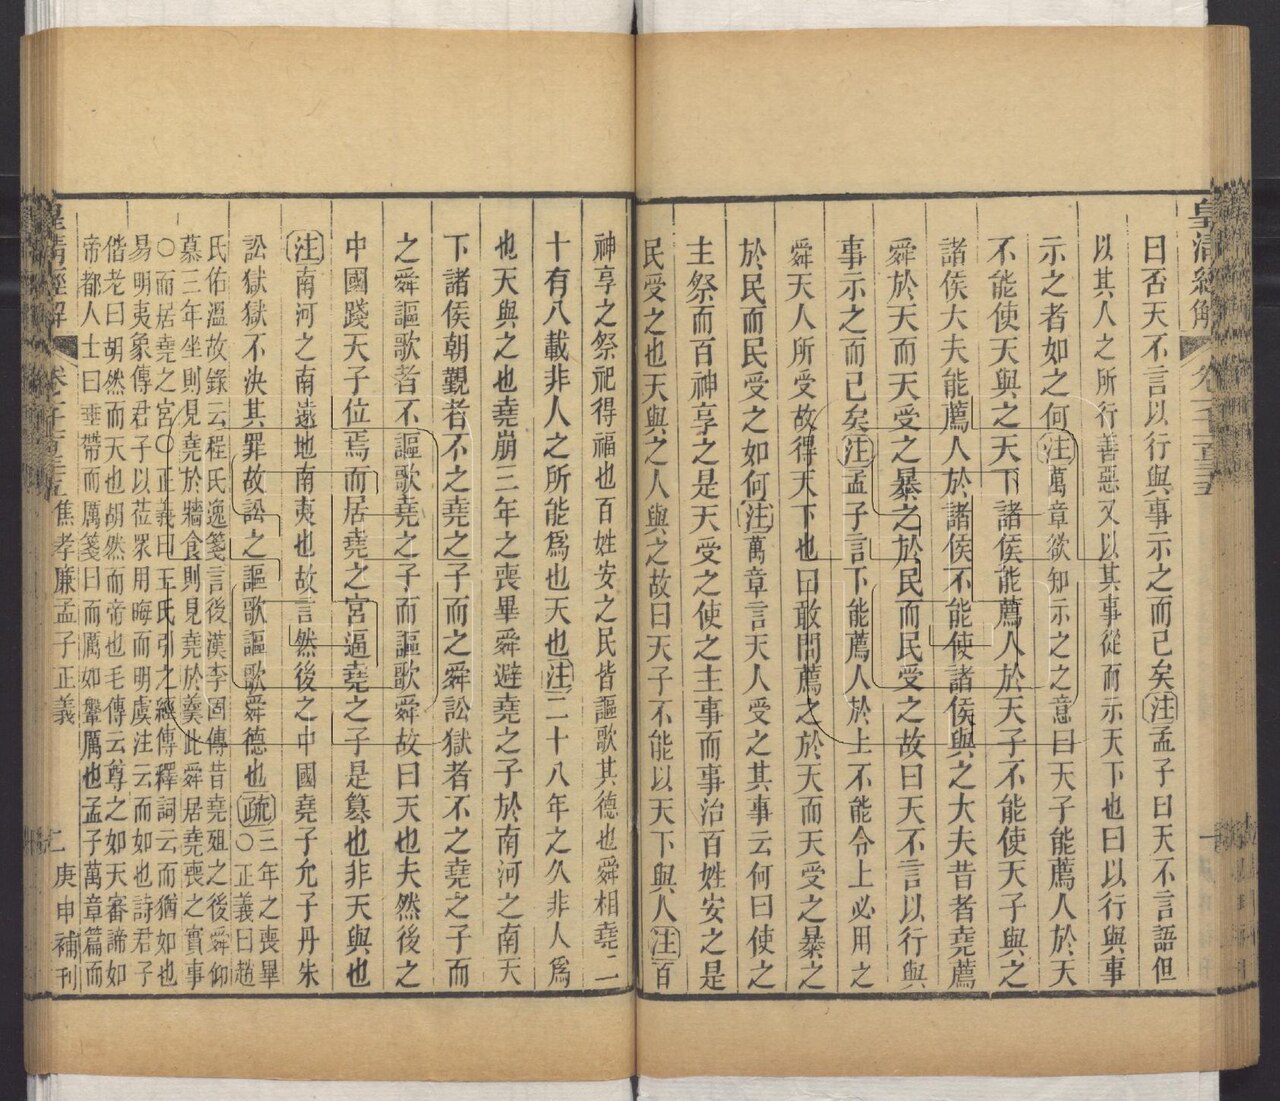 皇清經解
曰否天不言以行與事示之而已矣注孟子曰天不言語但
以其人之所行善惡又以其事從而示天下也曰以行與事
示之者如之何注萬章欲知示之之意曰天子能薦人於天
不能使天與之天下諸侯能薦人於天子不能使天子與之
諸侯大夫能薦人於諸侯不能使諸侯與之大夫昔者堯薦
舜於天而天受之暴之於民而民受之故曰天不言以行與
事示之而已矣注孟子言下能薦人於上不能令上必用之
舜天人所受故得天下也曰敢問薦之於天而天受之暴之
於民而民受之如何注萬章言天人受之其事云何曰使之
主祭而百神享之是天受之使之主事而事治百姓安之是
民受之也天與之人與之故曰天子不能以天下與人注百
神享之祭祀得福也百姓安之民皆謳歌其德也舜相堯二
十有八載非人之所能爲也天也注二十八年之久非人爲
也天與之也堯崩三年之喪畢舜避堯之子於南河之南天
下諸侯朝覲者不之堯之子而之舜訟獄者不之堯之子而
之舜謳歌者不謳歌堯之子而謳歌舜故曰天也夫然後之
中國踐天子位焉而居堯之宮逼堯之子是篡也非天與也
注南河之南遠地南夷也故言然後之中國堯子允子丹朱
訟獄獄不決其罪故訟之謳歌謳歌舜德也疏
三年之喪畢
○正義曰趙
氏佑溫故錄云程氏逸箋言後漢李固傳昔堯殂之後舜仰
慕三年坐則見堯於牆食則見堯於羹此舜居堯喪之實事
○而居堯之宮○正義曰王氏引之經傳釋詞云而猶如也
易明夷象傳君子以莅眾用晦而明虞注云而如也詩君子
偕老曰胡然而天也胡然而帝也毛傳云尊之如天審諦如
帝都人士曰垂帶而厲箋曰而厲如鞶厲也孟子萬章篇而
皇清經解
焦孝廉孟子正義
二
庚申補刊